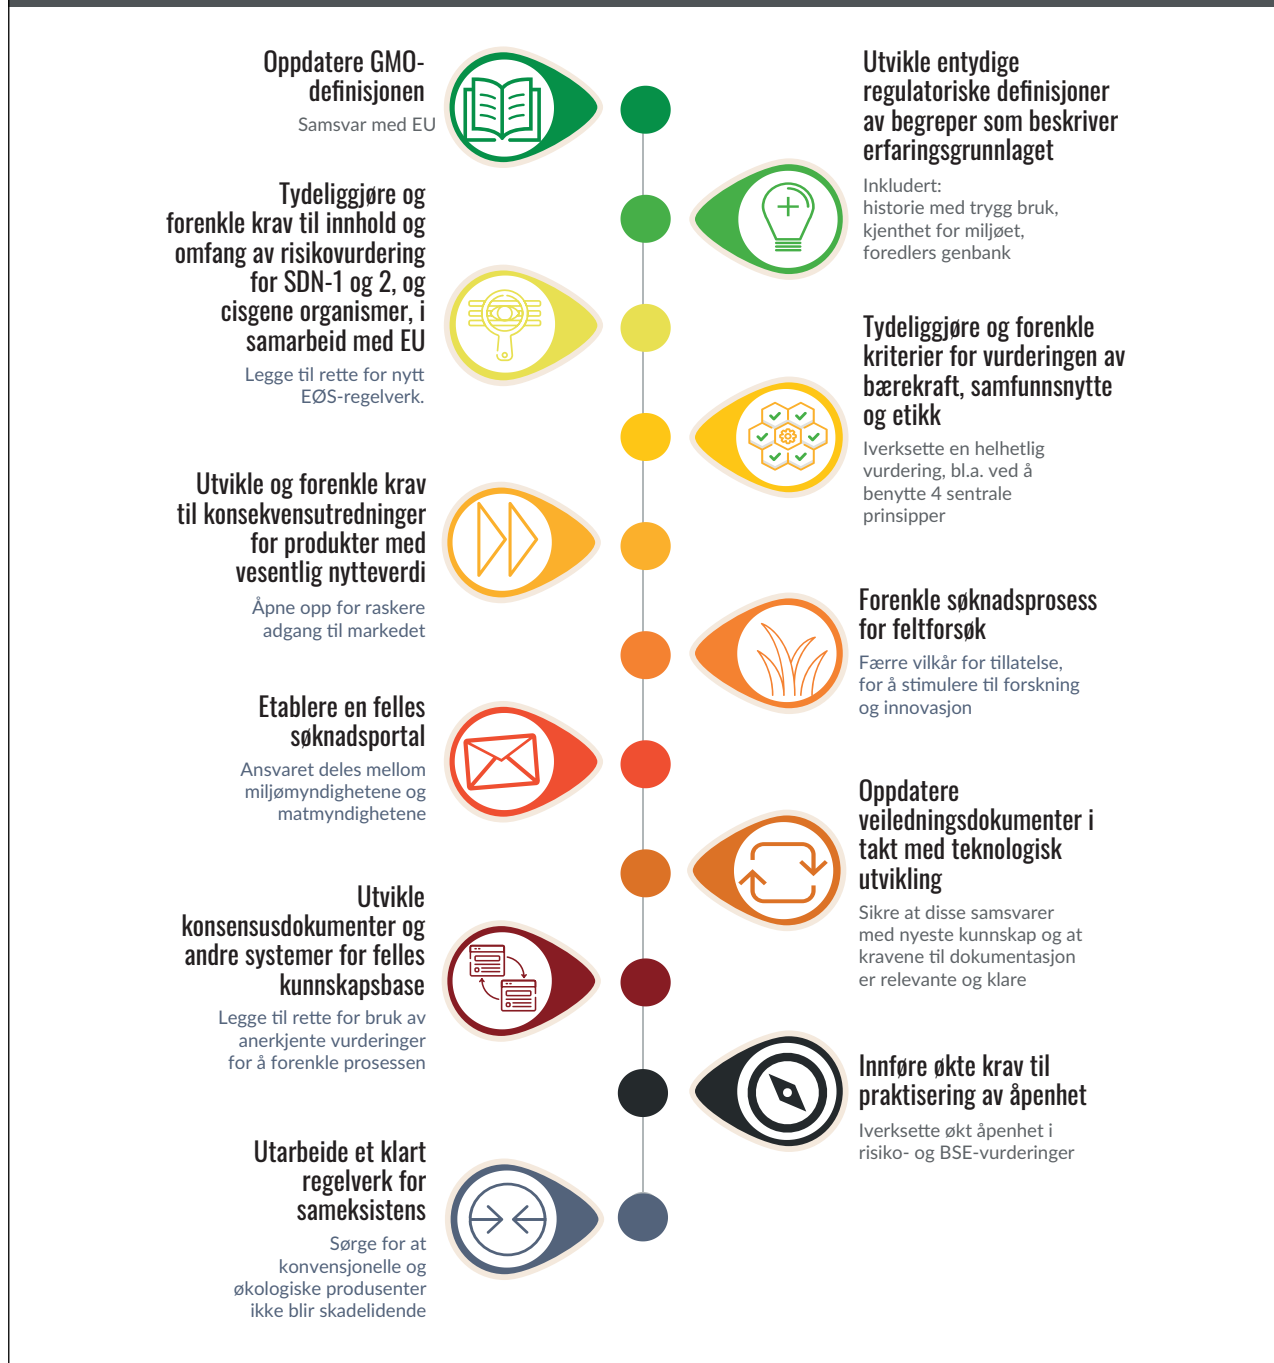 Oppdatere GMO-
definisjonen
Samsvar med EU
Utvikle entydige
regulatoriske definisjoner
av begreper som beskriver
erfaringsgrunnlaget
Inkludert:
historie med trygg bruk,
kjenthet for miljøet,
foredlers genbank
Tydeliggjøre og
forenkle krav til innhold og
omfang av risikovurdering
for SDN-1 og 2, og
cisgene organismer, i
samarbeid med EU
Legge til rette for nytt
EØS-regelverk.
Tydeliggjøre og forenkle
kriterier for vurderingen av
bærekraft, samfunnsnytte
og etikk
Iverksette en helhetlig
vurdering, bl.a. ved å
benytte 4 sentrale
prinsipper
Utvikle og forenkle krav
til konsekvensutredninger
for produkter med
vesentlig nytteverdi
Åpne opp for raskere
adgang til markedet
Forenkle søknadsprosess
for feltforsøk
Færre vilkår for tillatelse,
for å stimulere til forskning
og innovasjon
Etablere en felles
søknadsportal
Ansvaret deles mellom
miljømyndighetene og
matmyndighetene
Oppdatere
veiledningsdokumenter i
takt med teknologisk
utvikling
Sikre at disse samsvarer
med nyeste kunnskap og at
kravene til dokumentasjon
er relevante og klare
Utvikle
konsensusdokumenter og
andre systemer for felles
kunnskapsbase
Legge til rette for bruk av
anerkjente vurderinger
for å forenkle prosessen
Innføre økte krav til
praktisering av åpenhet
Iverksette økt åpenhet i
risiko- og BSE-vurderinger
Utarbeide et klart
regelverk for
sameksistens
Sørge for at
konvensjonelle og
økologiske produsenter
ikke blir skadelidende